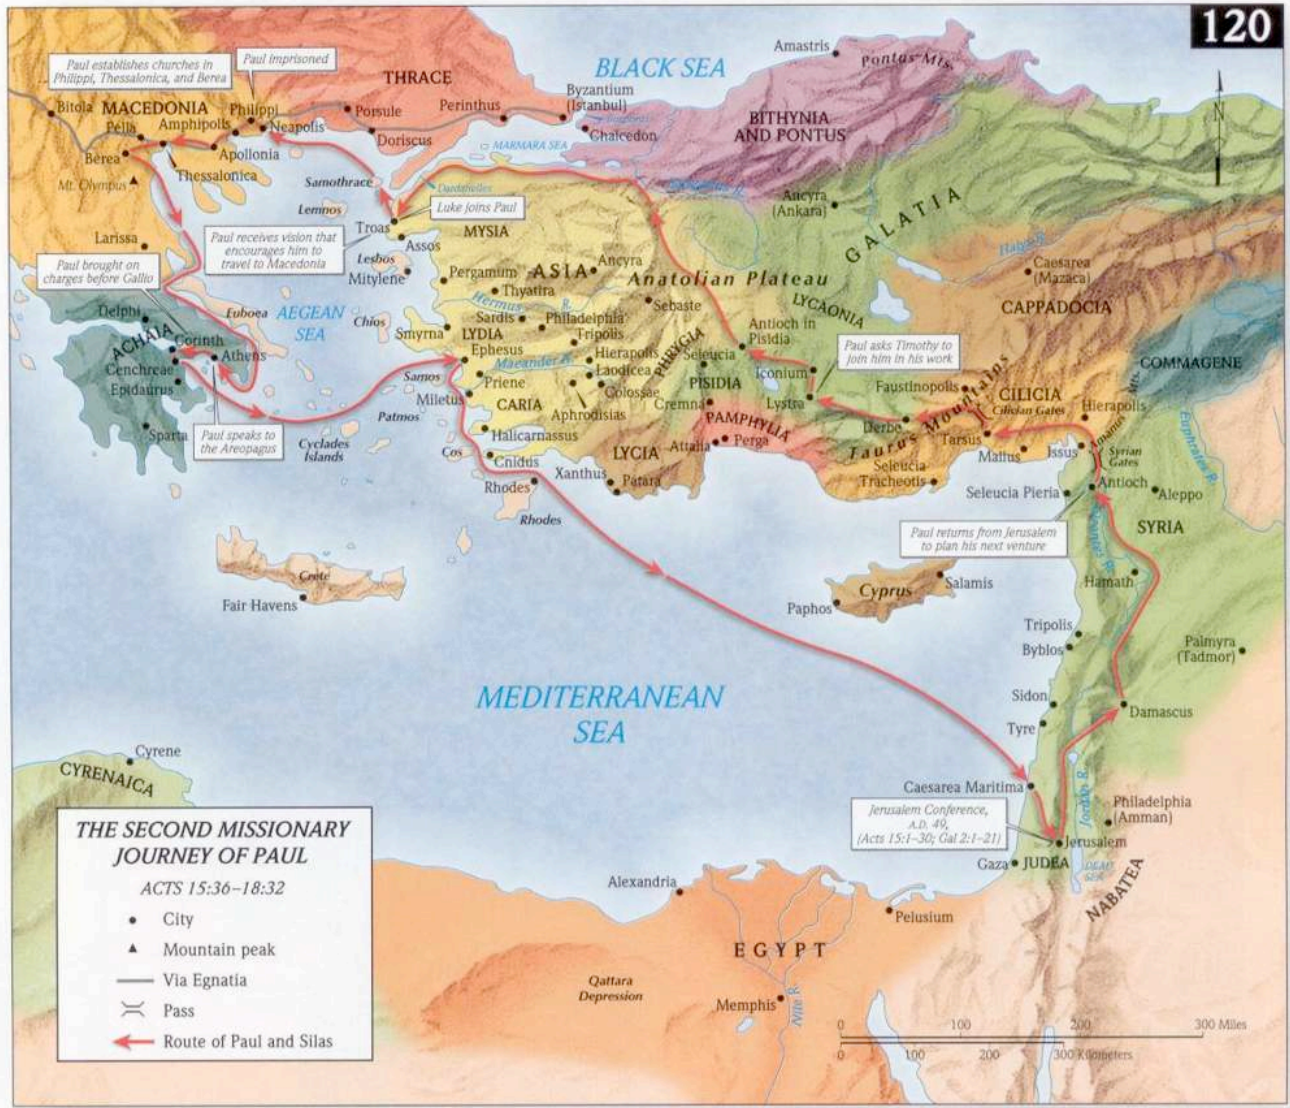 120
Paul establishes churches in
Philippi, Thessalonica, and Berea
Paul imprisoned
THRACE
BLACK SEA
Amastris
Pontus Mts.
Bitola
MACEDONIA
Philippi
Porsule
Perinthus
Byzantium
(Istanbul)
BITHYNIA
AND PONTUS
Pella
Amphipolis
Neapolis
Doriscus
Chalcedon
N
Berea
Apollonia
MARMARA SEA
Thessalonica
Mt. Olympus
Samothrace
Dardanelles
Ancyra
(Ankara)
GALATIA
Lemnos
Luke joins Paul
Troas
MYSIA
Larissa
Paul receives vision that
encourages him to
travel to Macedonia
Assos
Lesbos
Mitylene
Halys R.
Paul brought on
charges before Gallio
Pergamum
ASIA
Ancyra
Anatolian Plateau
Caesarea
(Mazaca)
Thyatira
CAPPADOCIA
Delphi
Euboea
AEGEAN
SEA
Chios
Hermus R.
Sardis
Philadelphia
Sebaste
LYCAONIA
Smyrna
LYDIA
Tripolis
PHRYGIA
Antioch in
Pisidia
ACHAIA
Corinth
Athens
Ephesus
Maeander R.
Hierapolis
Laodicea
Seleucia
Paul asks Timothy to
join him in his work
COMMAGENE
Cenchreae
Epidaurus
Samos
Priene
Colossae
PISIDIA
Iconium
Faustinopolis
CILICIA
Cilician Gates
Hierapolis
Amanus Mts.
Miletus
Patmos
CARIA
Aphrodisias
Cremna
Lystra
Sparta
Paul speaks to
the Areopagus
Cyclades
Islands
Halicarnassus
PAMPHYLIA
Derbe
Taurus Mountains
Tarsus
Euphrates R.
Cos
LYCIA
Attalia
Perga
Mallus
Issus
Syrian
Gates
Cnidus
Xanthus
Patara
Seleucia
Tracheotis
Rhodes
Seleucia Pieria
Antioch
Aleppo
Rhodes
Paul returns from Jerusalem
to plan his next venture
Orontes R.
SYRIA
Crete
Fair Havens
Cyprus
Salamis
Hamath
Paphos
Tripolis
Byblos
Palmyra
(Tadmor)
MEDITERRANEAN
SEA
Sidon
Damascus
Tyre
Cyrene
CYRENAICA
Caesarea Maritima
Jordan R.
Philadelphia
(Amman)
Jerusalem Conference,
A.D. 49,
(Acts 15:1–30; Gal 2:1–21)
Jerusalem
Gaza
JUDEA
DEAD
SEA
NABATEA
Alexandria
Pelusium
EGYPT
Qattara
Depression
Memphis
Nile R.
THE SECOND MISSIONARY
JOURNEY OF PAUL
ACTS 15:36–18:32
City
Mountain peak
Via Egnatia
Pass
Route of Paul and Silas
0 100 200 300 Miles
0 100 200 300 Kilometers